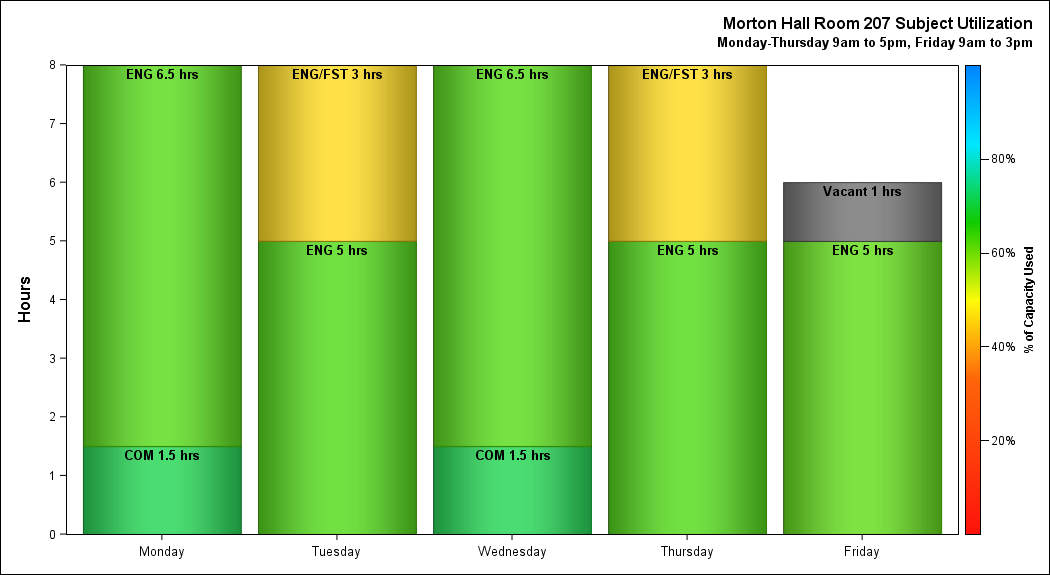 Morton Hall Room 207 Subject Utilization
Monday-Thursday 9am to 5pm, Friday 9am to 3pm
8
7
6
5
4
3
2
1
0
Hours
ENG 6.5 hrs
COM 1.5 hrs
ENG/FST 3 hrs
ENG 5 hrs
ENG 6.5 hrs
COM 1.5 hrs
ENG/FST 3 hrs
ENG 5 hrs
Vacant 1 hrs
ENG 5 hrs
Monday
Tuesday
Wednesday
Thursday
Friday
80%
60%
40%
20%
% of Capacity Used